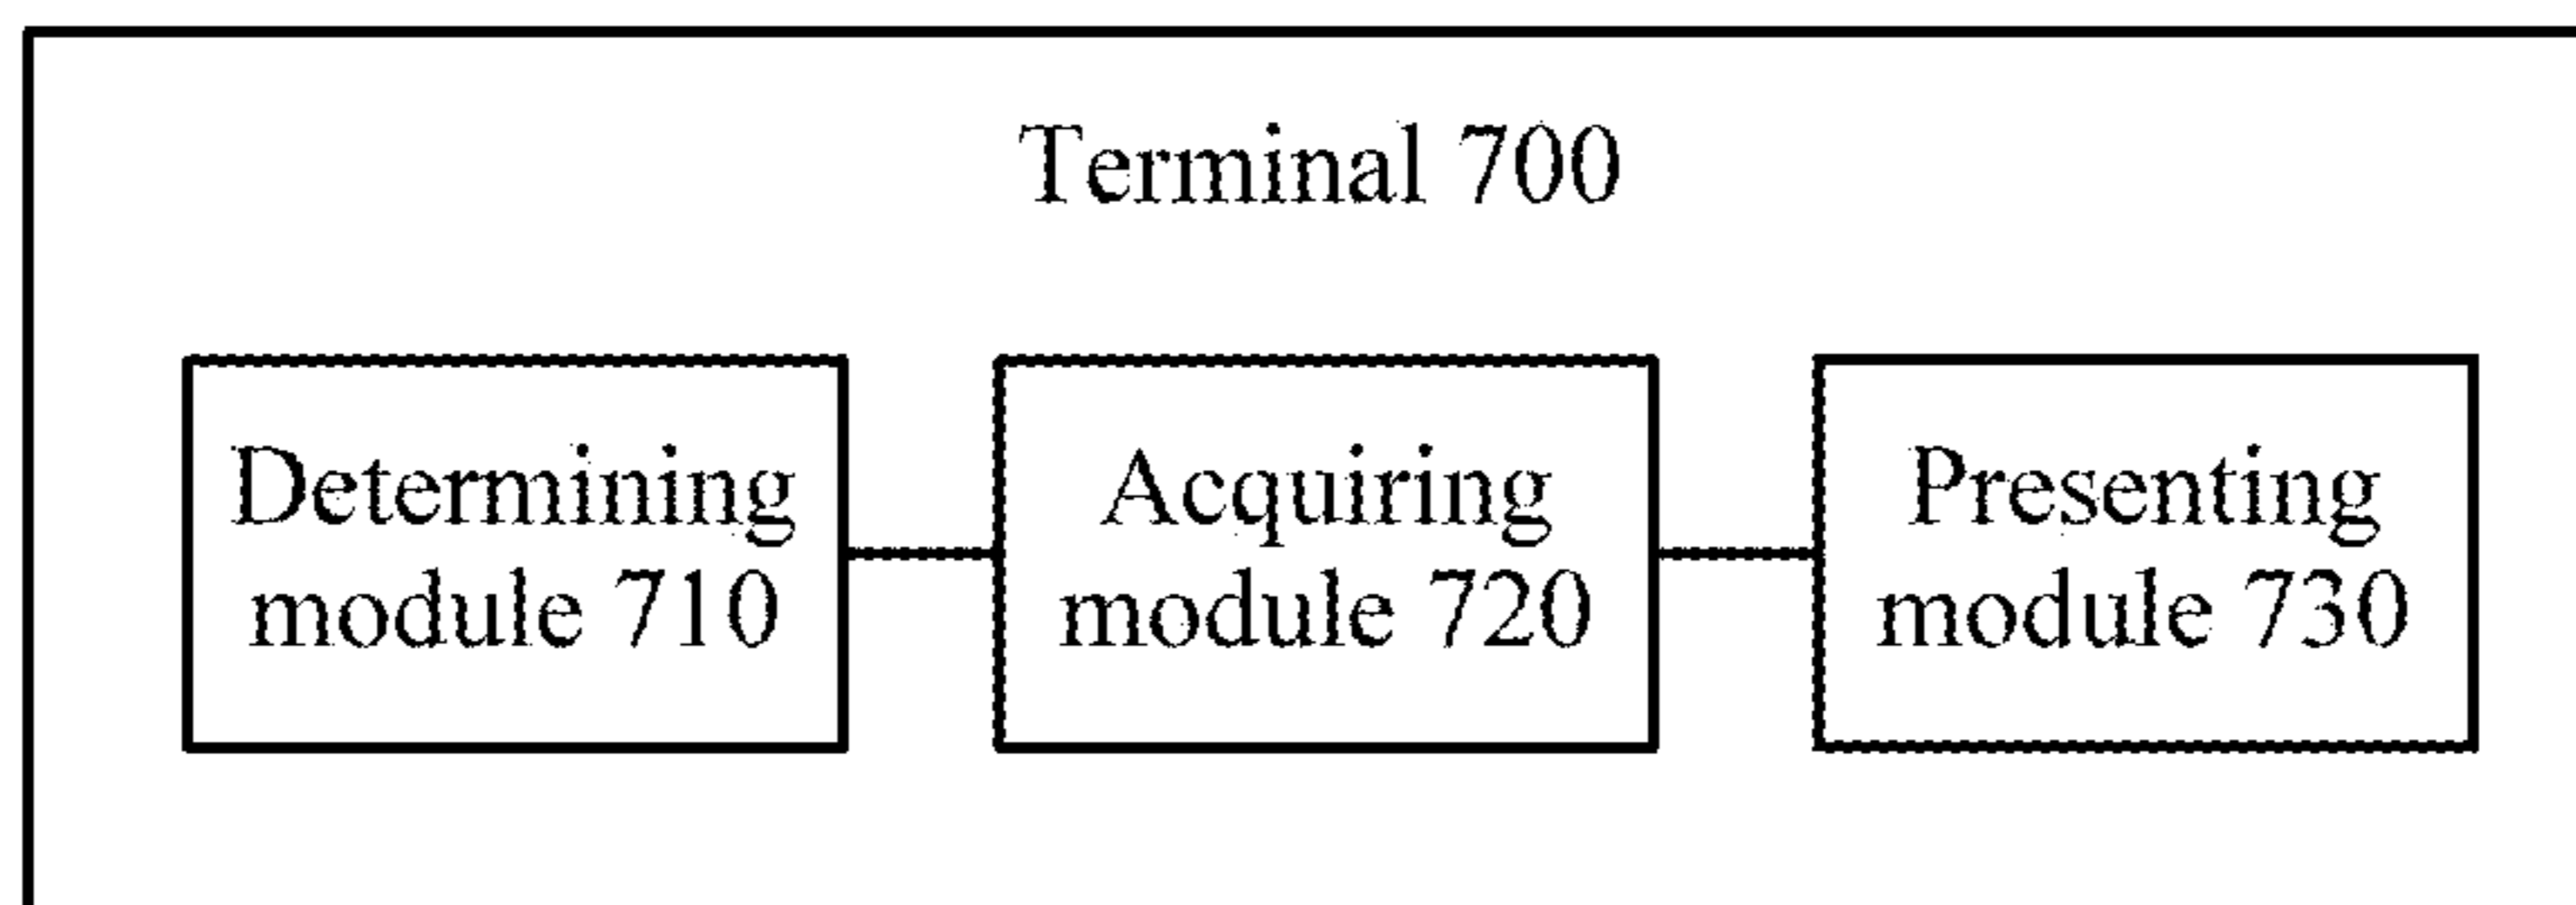 Terminal 700
Determining
module 710
Acquiring
module 720
Presenting
module 730